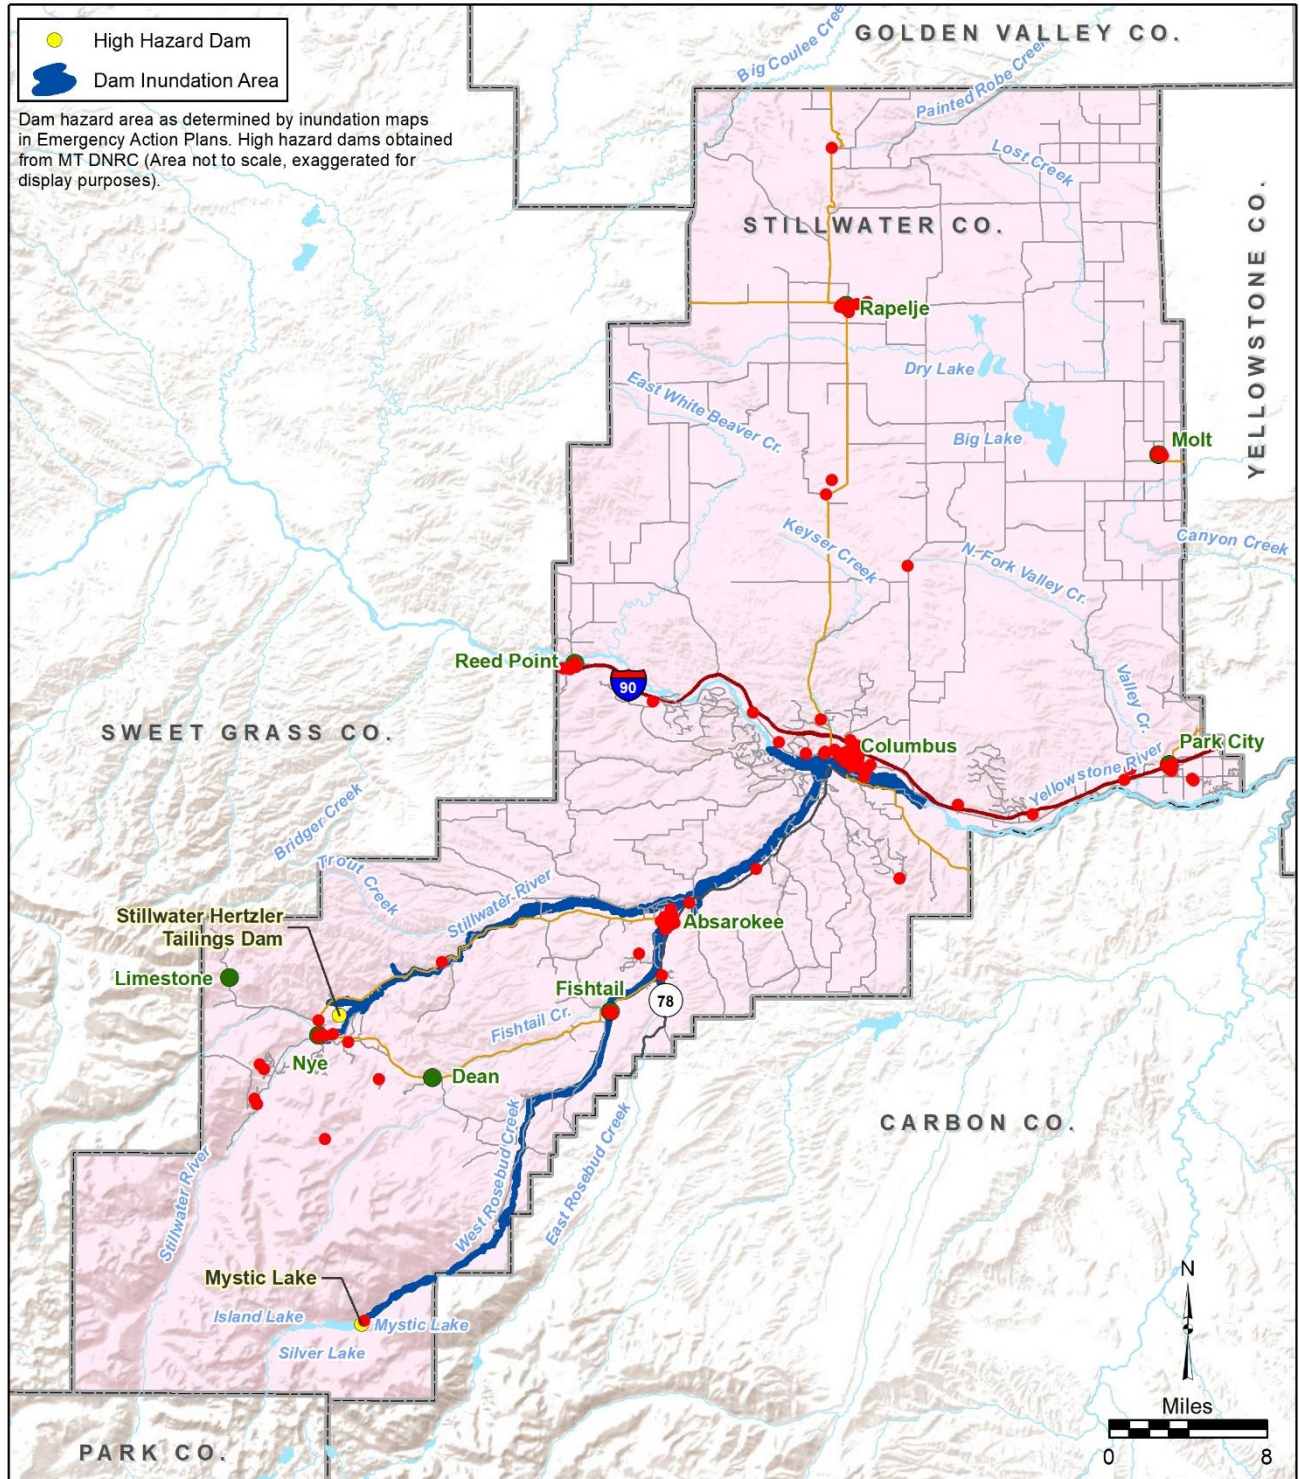 High Hazard Dam
Dam Inundation Area
Dam hazard area as determined by inundation maps
in Emergency Action Plans. High hazard dams obtained
from MT DNRC (Area not to scale, exaggerated for
display purposes).
GOLDEN VALLEY CO.
Big Coulee Creek
Painted Robe Creek
Lost Creek
STILLWATER CO.
YELLOWSTONE CO.
Rapelje
Dry Lake
East White Beaver Cr.
Big Lake
Molt
Keyser Creek
N. Fork Valley Cr.
Canyon Creek
Reed Point
90
Valley Cr.
SWEET GRASS CO.
Columbus
Park City
Yellowstone River
Bridger Creek
Trout Creek
Stillwater River
Stillwater Hertzler
Tailings Dam
Absarokee
Limestone
Fishtail
78
Fishtail Cr.
Nye
Dean
CARBON CO.
Stillwater River
West Rosebud Creek
East Rosebud Creek
Mystic Lake
Island Lake
Mystic Lake
Silver Lake
N
Miles
0 8
PARK CO.